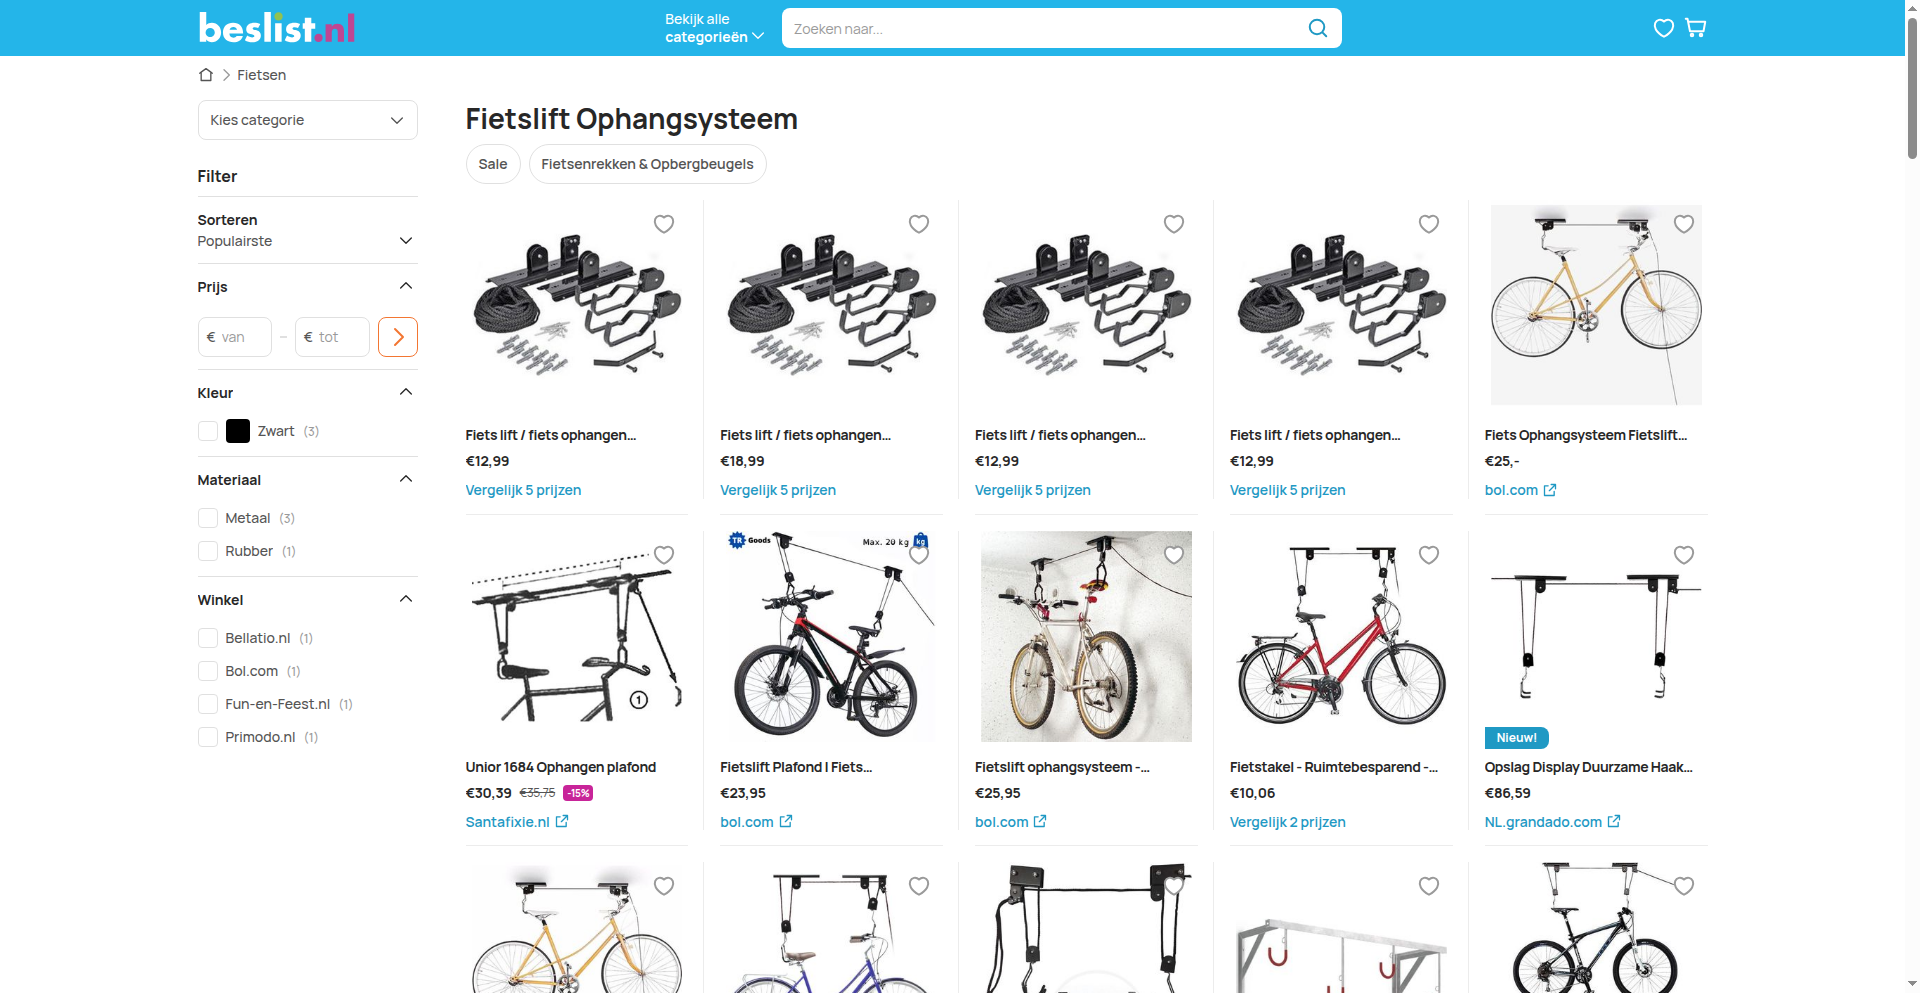 beslist.nl
Bekijk alle
categorieën
Zoeken naar...
Fietsen
Kies categorie
Filter
Sorteren
Populairste
Prijs
€ van
–
€ tot
Kleur
Zwart (3)
Materiaal
Metaal (3)
Rubber (1)
Winkel
Bellatio.nl (1)
Bol.com (1)
Fun-en-Feest.nl (1)
Primodo.nl (1)
Fietslift Ophangsysteem
Sale
Fietsenrekken & Opbergbeugels
Fiets lift / fiets ophangen...
€12,99
Vergelijk 5 prijzen
Fiets lift / fiets ophangen...
€18,99
Vergelijk 5 prijzen
Fiets lift / fiets ophangen...
€12,99
Vergelijk 5 prijzen
Fiets lift / fiets ophangen...
€12,99
Vergelijk 5 prijzen
Fiets Ophangsysteem Fietslift...
€25,-
bol.com
1
Unior 1684 Ophangen plafond
€30,39 €35,75 -15%
Santafixie.nl
TR Goods
Max. 20 kg
kg
Fietslift Plafond | Fiets...
€23,95
bol.com
Fietslift ophangsysteem -...
€25,95
bol.com
Fietstakel - Ruimtebesparend -...
€10,06
Vergelijk 2 prijzen
Nieuw!
Opslag Display Duurzame Haak...
€86,59
NL.grandado.com